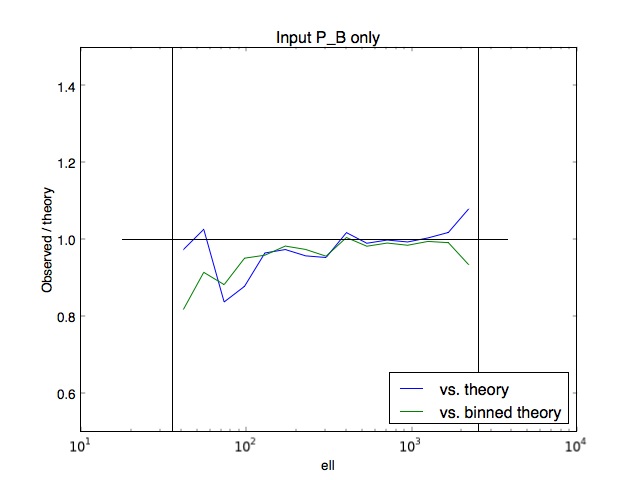 Input P_B only
Observed / theory
1.4
1.2
1.0
0.8
0.6
10¹
10²
10³
10⁴
ell
vs. theory
vs. binned theory